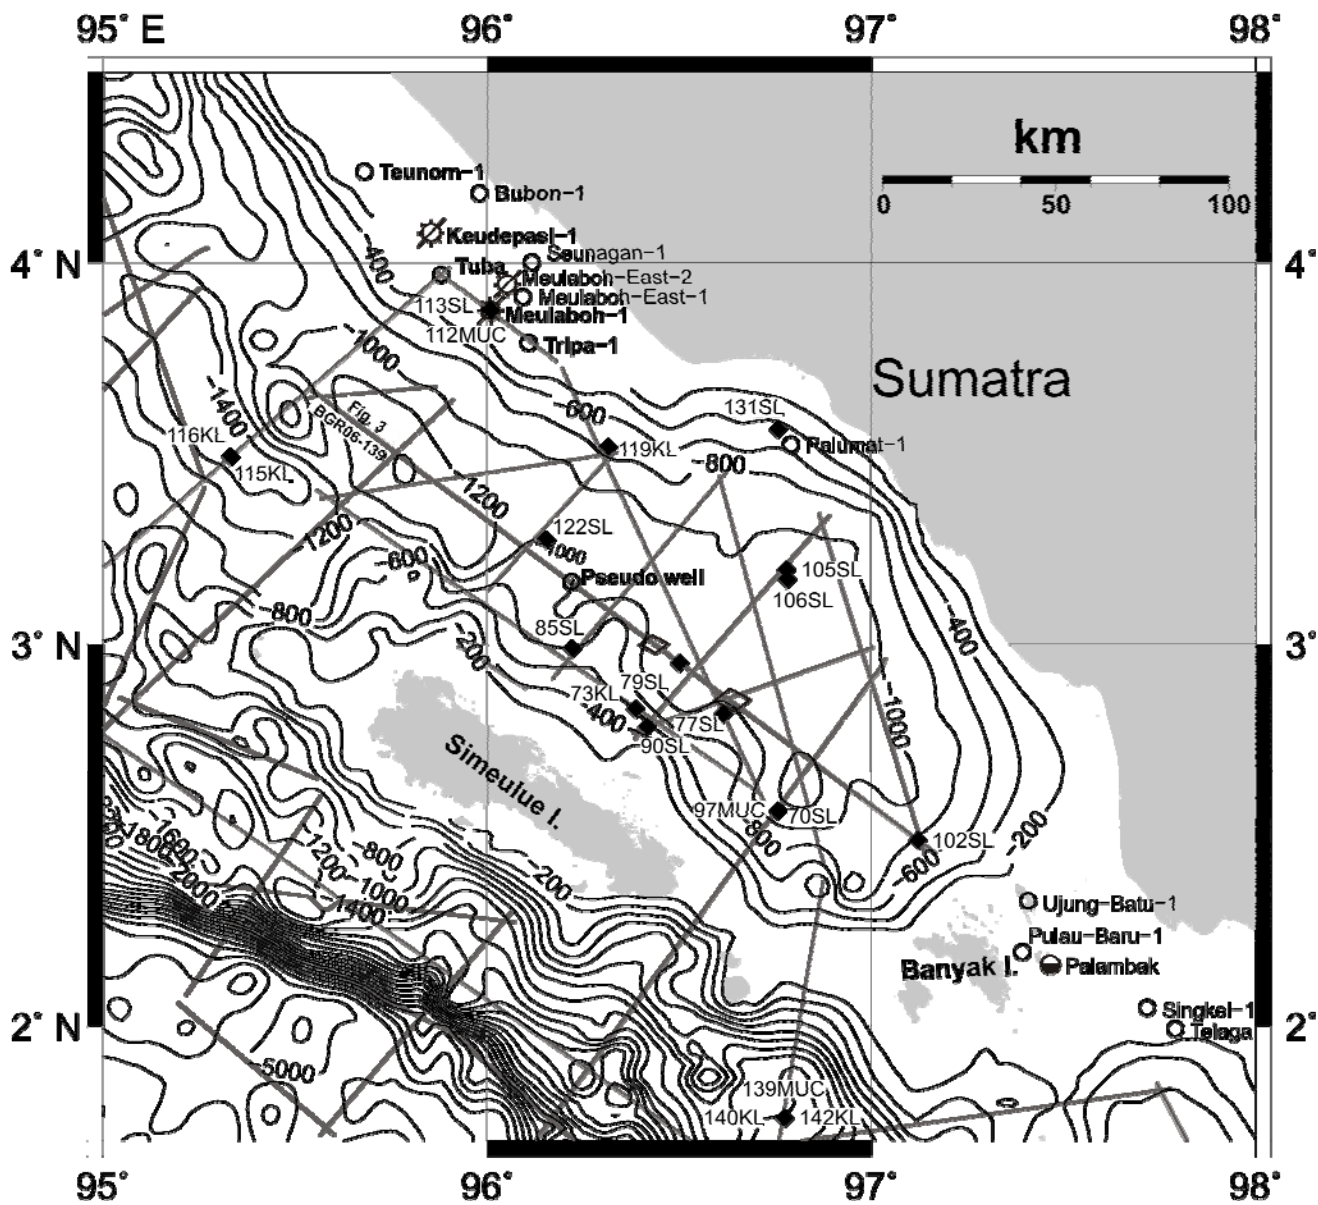 95° E 96° 97° 98°
km
0 50 100
Teunom-1
Bubon-1
Keudepasi-1
4° N
Seunagan-1
4°
Tuba
-400
Meulaboh-East-2
Meulaboh-East-1
113SL
Meulaboh-1
112MUC
Tripa-1
-1000
Sumatra
-1400
Fig. 3
BGR06-139
-600
131SL
116KL
119KL
Palumat-1
115KL
-800
1200
-1200
122SL
-1000
-600
105SL
Pseudo well
106SL
-800
85SL
-200
-400
3° N
3°
79SL
73KL
-400
77SL
-1000
90SL
Simeulue I.
97MUC
70SL
-800
102SL
-200
-600
-1600
-1800
-2000
-800
-1200
-1000
-1400
-200
Ujung-Batu-1
Pulau-Baru-1
Banyak I.
Palambak
Singkel-1
2° N
2°
Telaga
-5000
139MUC
140KL
142KL
95° 96° 97° 98°